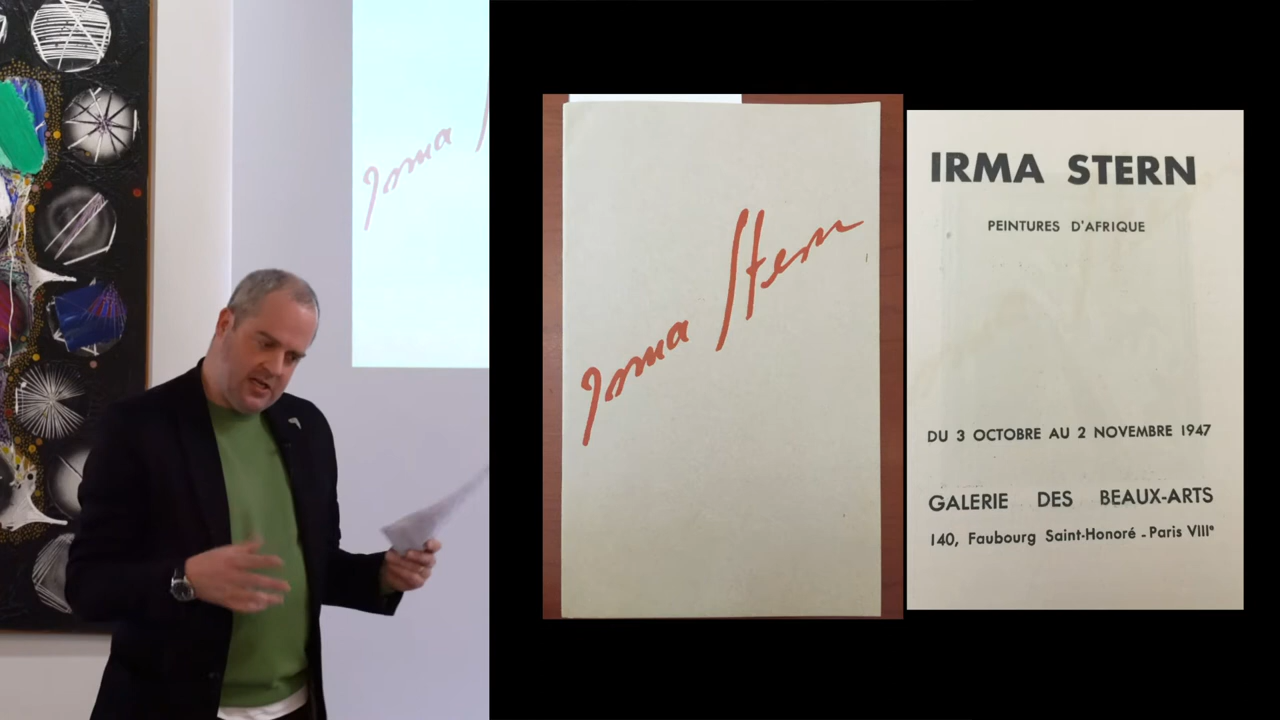 Irma S
Irma Stern
IRMA STERN
PEINTURES D'AFRIQUE
DU 3 OCTOBRE AU 2 NOVEMBRE 1947
GALERIE DES BEAUX-ARTS
140, Faubourg Saint-Honoré - Paris VIIIᵉ